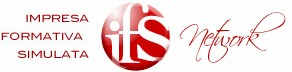 IMPRESA
FORMATIVA
SIMULATA
ifs
Network